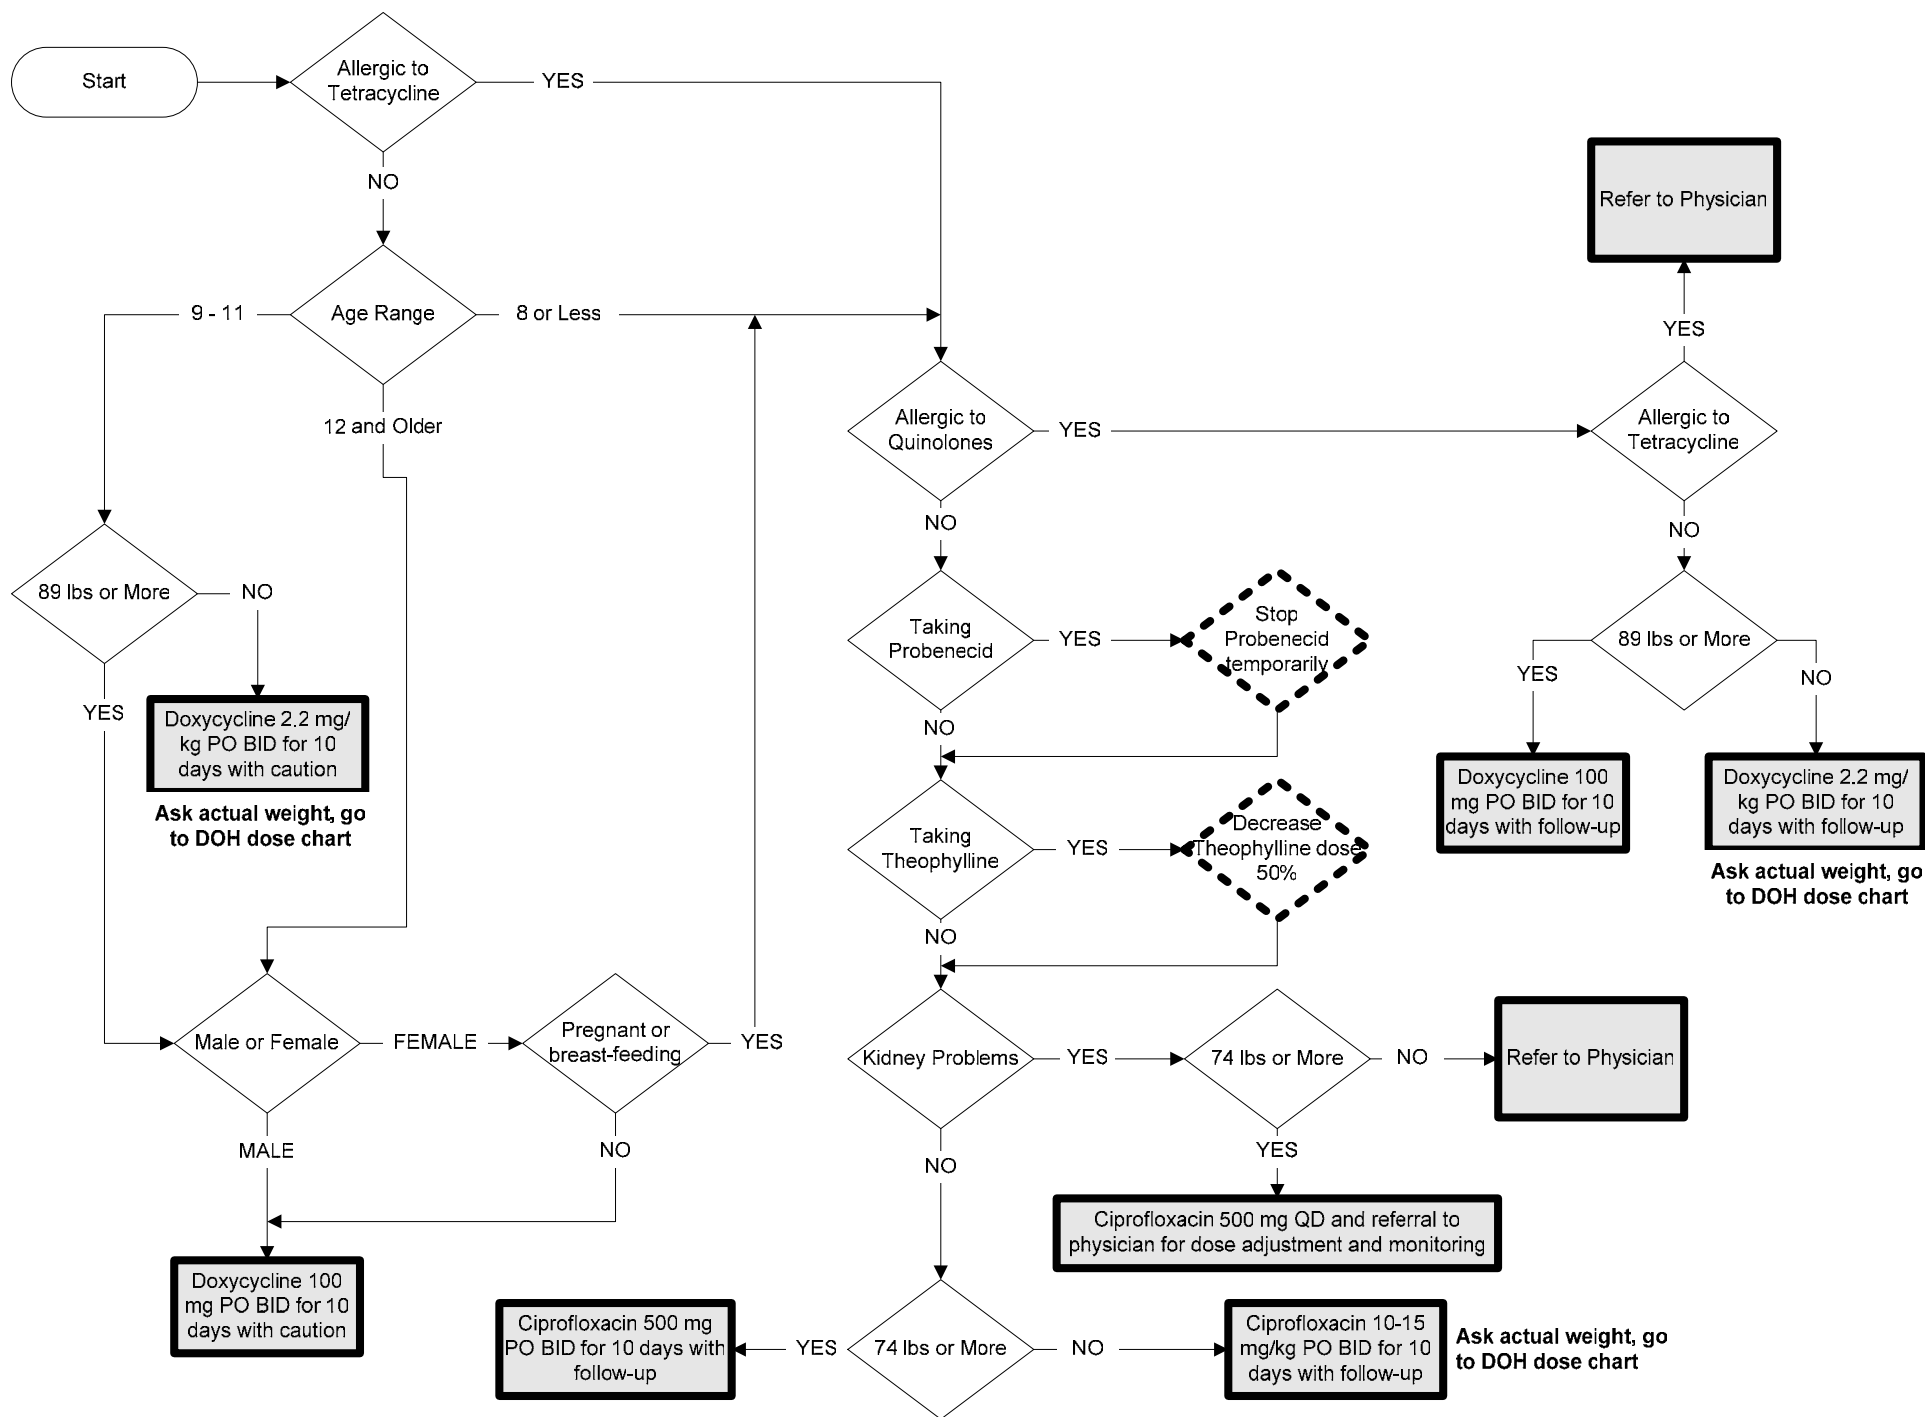 Start
Allergic to
Tetracycline
YES
NO
Refer to Physician
9 - 11
Age Range
8 or Less
YES
12 and Older
Allergic to
Quinolones
YES
Allergic to
Tetracycline
NO
NO
89 lbs or More
NO
Taking
Probenecid
YES
Stop
Probenecid
temporarily
89 lbs or More
YES
NO
YES
Doxycycline 2.2 mg/
kg PO BID for 10
days with caution
Ask actual weight, go
to DOH dose chart
NO
Doxycycline 100
mg PO BID for 10
days with follow-up
Doxycycline 2.2 mg/
kg PO BID for 10
days with follow-up
Ask actual weight, go
to DOH dose chart
Taking
Theophylline
YES
Decrease
Theophylline dose
50%
NO
Male or Female
FEMALE
Pregnant or
breast-feeding
YES
Kidney Problems
YES
74 lbs or More
NO
Refer to Physician
MALE
NO
NO
YES
Ciprofloxacin 500 mg QD and referral to
physician for dose adjustment and monitoring
Doxycycline 100
mg PO BID for 10
days with caution
Ciprofloxacin 500 mg
PO BID for 10 days with
follow-up
YES
74 lbs or More
NO
Ciprofloxacin 10-15
mg/kg PO BID for 10
days with follow-up
Ask actual weight, go
to DOH dose chart